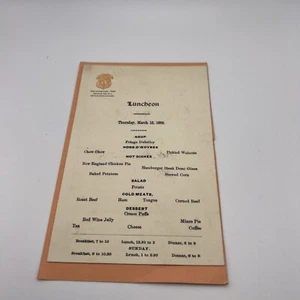 Luncheon
Thursday, March 15, 1900
SOUP
Potage Palestley
HORS D'OEUVRES
Chow Chow Pickled Walnuts
HOT DISHES
New England Chicken Pie
Hamburger Steak Demi Glace
Baked Potatoes Stewed Corn
SALAD
Potato
COLD MEATS.
Roast Beef Ham Tongue Corned Beef
DESSERT
Cream Puffs
Red Wine Jelly Mince Pie
Tea Cheese Coffee
Breakfast, 7 to 10 Lunch, 12.30 to 2 Dinner, 6 to 8
SUNDAY.
Breakfast, 8 to 10.30 Lunch, 1 to 2.30 Dinner, 6 to 8